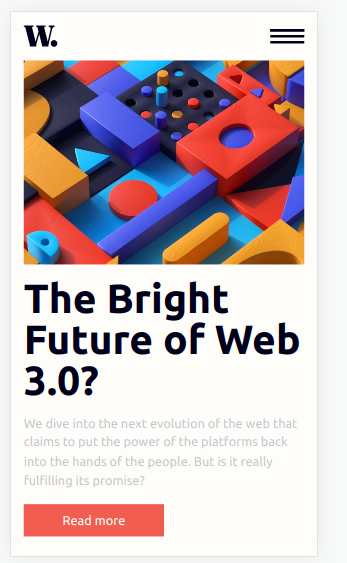 W.
The Bright
Future of Web
3.0?
We dive into the next evolution of the web that
claims to put the power of the platforms back
into the hands of the people. But is it really
fulfilling its promise?
Read more